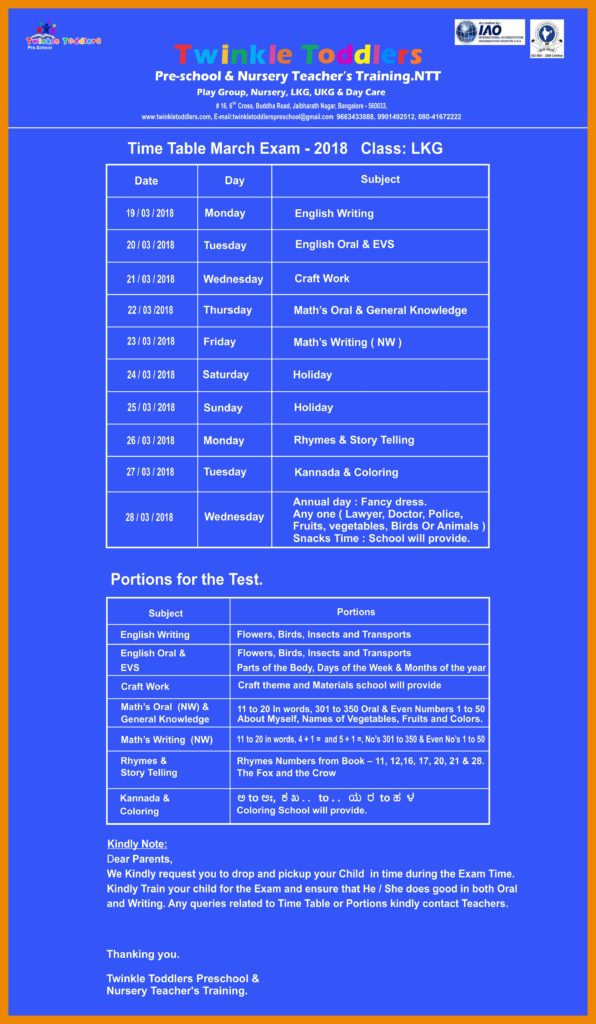 Twinkle Toddlers
Pre-School
Accredited by
IAO
INTERNATIONAL ACCREDITATION
ORGANIZATION HOUSTON U.S.A
Twinkle Toddlers
Pre-school & Nursery Teacher's Training.NTT
Play Group, Nursery, LKG, UKG & Day Care
# 16, 6th Cross, Buddha Road, Jaibharath Nagar, Bangalore - 560033,
www.twinkletoddlers.com, E-mail:twinkletoddlerspreschool@gmail.com 9663433888, 9901492512, 080-41672222
Time Table March Exam - 2018 Class: LKG
Date Day Subject
19 / 03 / 2018 Monday English Writing
20 / 03 / 2018 Tuesday English Oral & EVS
21 / 03 / 2018 Wednesday Craft Work
22 / 03 /2018 Thursday Math's Oral & General Knowledge
23 / 03 / 2018 Friday Math's Writing ( NW )
24 / 03 / 2018 Saturday Holiday
25 / 03 / 2018 Sunday Holiday
26 / 03 / 2018 Monday Rhymes & Story Telling
27 / 03 / 2018 Tuesday Kannada & Coloring
28 / 03 / 2018 Wednesday Annual day : Fancy dress.
Any one ( Lawyer, Doctor, Police,
Fruits, vegetables, Birds Or Animals )
Snacks Time : School will provide.
Portions for the Test.
Subject Portions
English Writing Flowers, Birds, Insects and Transports
English Oral & Flowers, Birds, Insects and Transports
EVS Parts of the Body, Days of the Week & Months of the year
Craft Work Craft theme and Materials school will provide
Math's Oral (NW) & 11 to 20 In words, 301 to 350 Oral & Even Numbers 1 to 50
General Knowledge About Myself, Names of Vegetables, Fruits and Colors.
Math's Writing (NW) 11 to 20 in words, 4 + 1 = and 5 + 1 =, No's 301 to 350 & Even No's 1 to 50
Rhymes & Rhymes Numbers from Book – 11, 12,16, 17, 20, 21 & 28.
Story Telling The Fox and the Crow
Kannada & ಅ to ಅಃ, ಕ ಖ . . to . . ಯ ರ to ಹ ಳ
Coloring Coloring School will provide.
Kindly Note:
Dear Parents,
We Kindly request you to drop and pickup your Child in time during the Exam Time.
Kindly Train your child for the Exam and ensure that He / She does good in both Oral
and Writing. Any queries related to Time Table or Portions kindly contact Teachers.
Thanking you.
Twinkle Toddlers Preschool &
Nursery Teacher's Training.